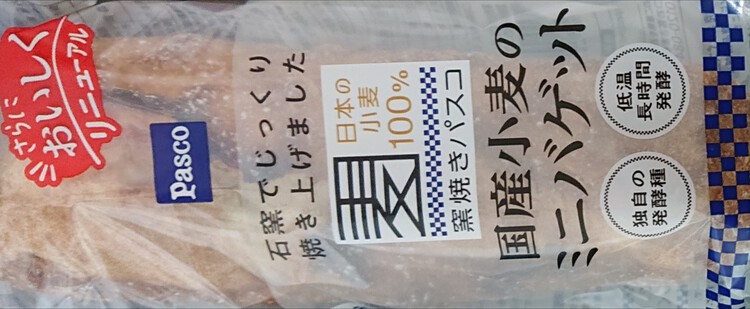 さらに
おいしく
リニューアル
Pasco
石窯でじっくり
焼き上げました
日本の
小麦
100%
麦
窯焼きパスコ
国産小麦の
ミニバゲット
低温
長時間
発酵
独自の
発酵種